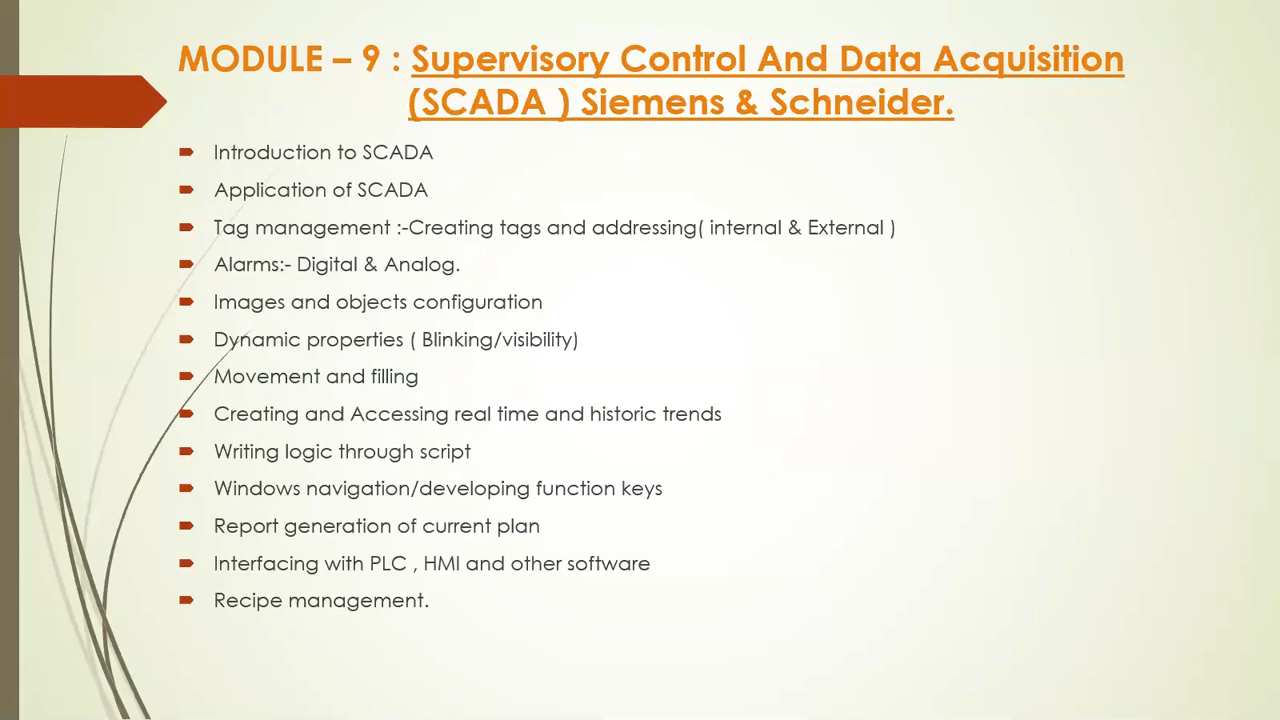 MODULE – 9 : Supervisory Control And Data Acquisition
(SCADA ) Siemens & Schneider.
Introduction to SCADA
Application of SCADA
Tag management :-Creating tags and addressing( internal & External )
Alarms:- Digital & Analog.
Images and objects configuration
Dynamic properties ( Blinking/visibility)
Movement and filling
Creating and Accessing real time and historic trends
Writing logic through script
Windows navigation/developing function keys
Report generation of current plan
Interfacing with PLC , HMI and other software
Recipe management.